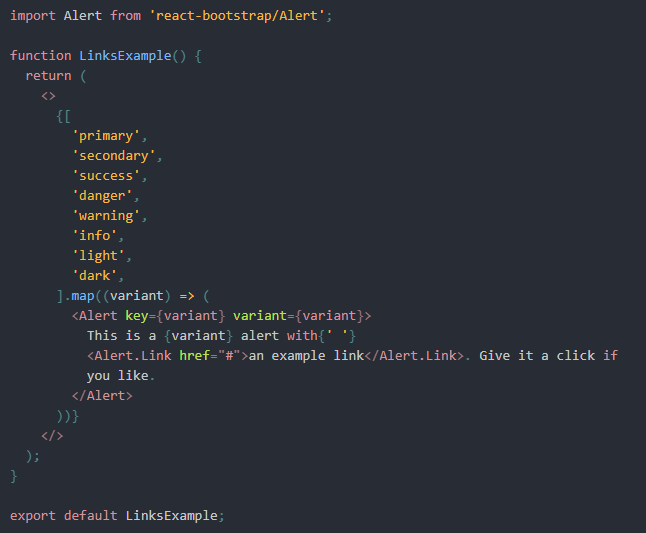 import Alert from 'react-bootstrap/Alert';

function LinksExample() {
  return (
    <>
      {[
        'primary',
        'secondary',
        'success',
        'danger',
        'warning',
        'info',
        'light',
        'dark',
      ].map((variant) => (
        <Alert key={variant} variant={variant}>
          This is a {variant} alert with{' '}
          <Alert.Link href="#">an example link</Alert.Link>. Give it a click if
          you like.
        </Alert>
      ))}
    </>
  );
}

export default LinksExample;